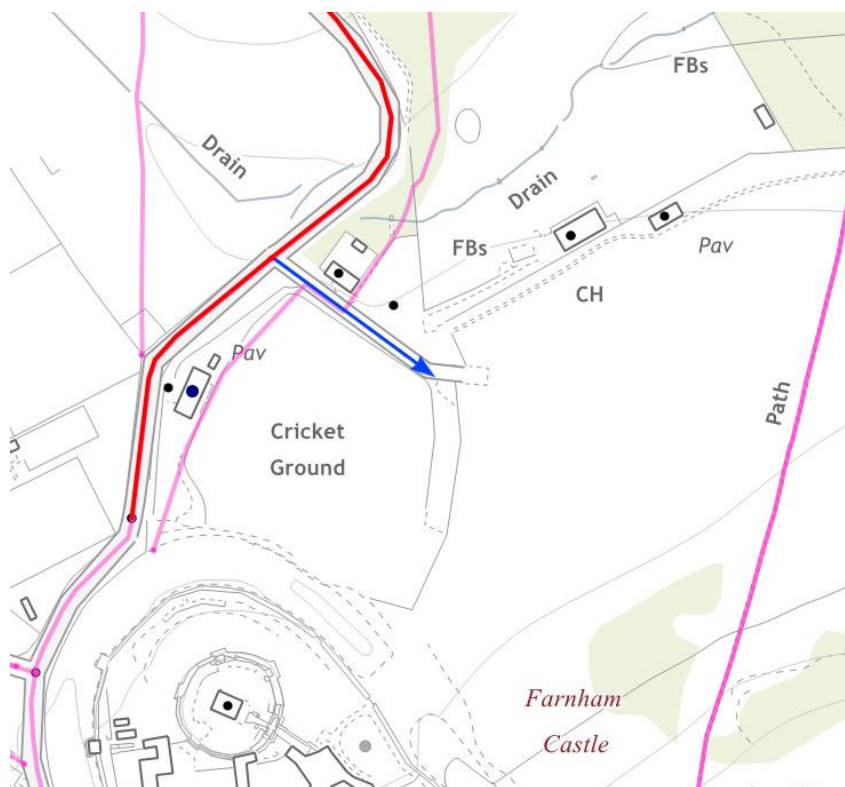 FBs
Drain
Drain
FBs
Pav
CH
Pav
Path
Cricket
Ground
Farnham
Castle